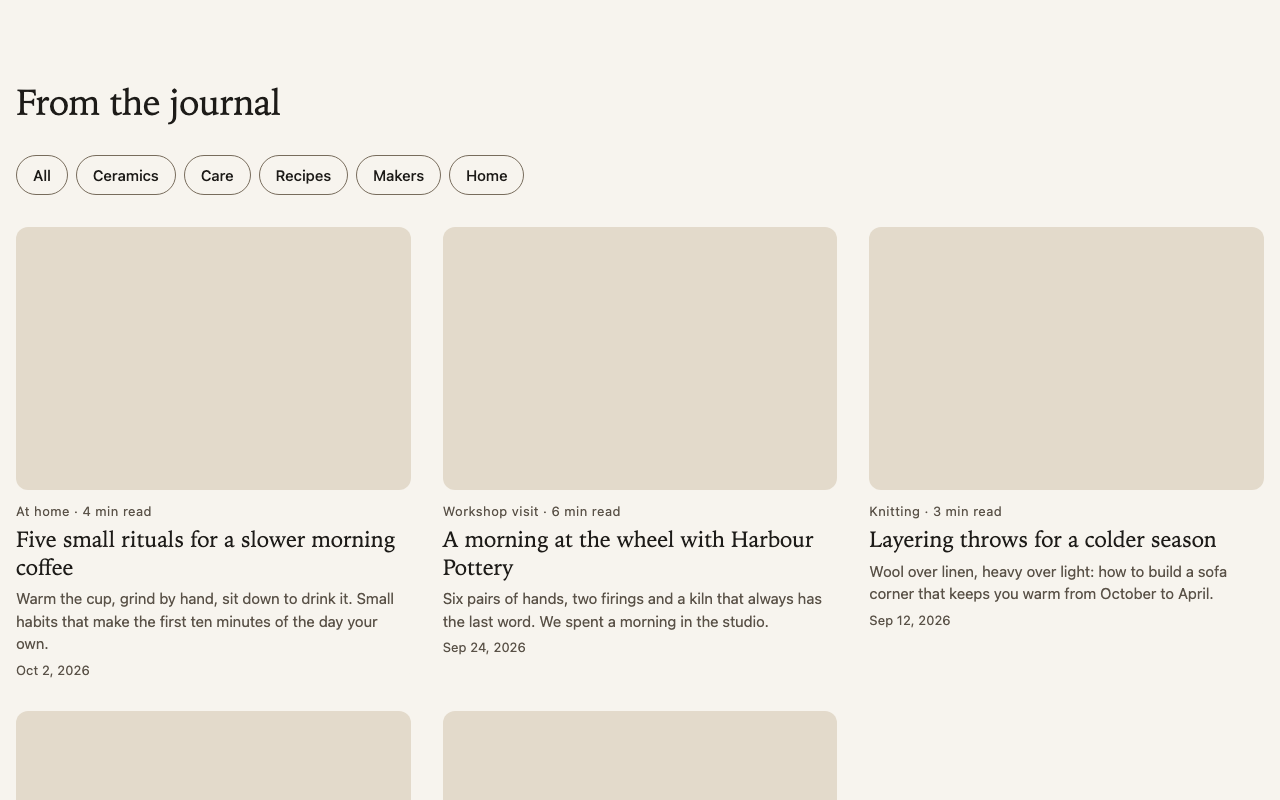 From the journal
All
Ceramics
Care
Recipes
Makers
Home
At home · 4 min read
Five small rituals for a slower morning
coffee
Warm the cup, grind by hand, sit down to drink it. Small
habits that make the first ten minutes of the day your
own.
Oct 2, 2026
Workshop visit · 6 min read
A morning at the wheel with Harbour
Pottery
Six pairs of hands, two firings and a kiln that always has
the last word. We spent a morning in the studio.
Sep 24, 2026
Knitting · 3 min read
Layering throws for a colder season
Wool over linen, heavy over light: how to build a sofa
corner that keeps you warm from October to April.
Sep 12, 2026